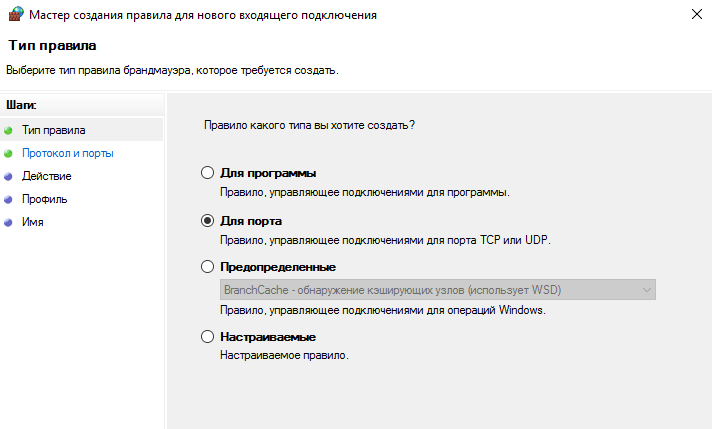 Мастер создания правила для нового входящего подключения
Тип правила
Выберите тип правила брандмауэра, которое требуется создать.
Шаги:
Тип правила
Протокол и порты
Действие
Профиль
Имя
Правило какого типа вы хотите создать?
Для программы
Правило, управляющее подключениями для программы.
Для порта
Правило, управляющее подключениями для порта TCP или UDP.
Предопределенные
BranchCache - обнаружение кэширующих узлов (использует WSD)
Правило, управляющее подключениями для операций Windows.
Настраиваемые
Настраиваемое правило.